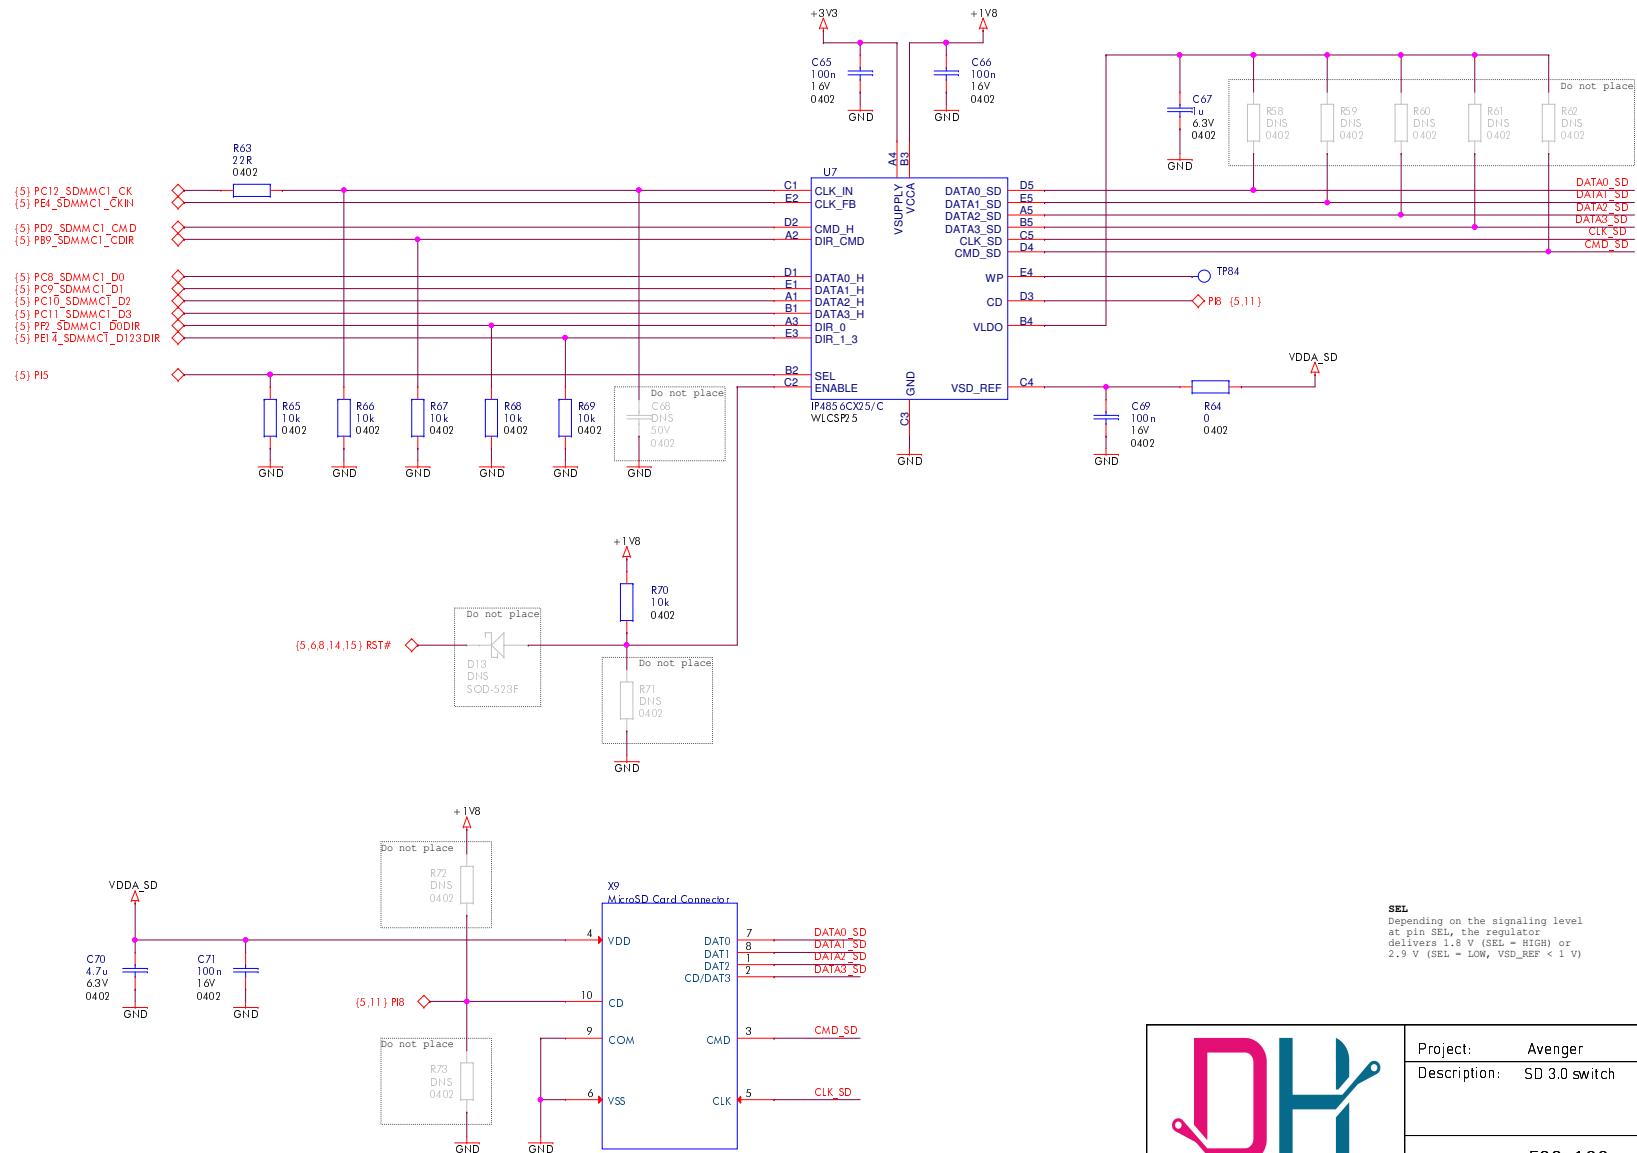 +3V3
+1V8
C65
100n
16V
0402
GND
C66
100n
16V
0402
GND
C67
1u
6.3V
0402
GND
Do not place
R58
DNS
0402
R59
DNS
0402
R60
DNS
0402
R61
DNS
0402
R62
DNS
0402
R63
22R
0402
U7
A4
B3
VSUPPLY
VCCA
{5} PC12_SDMMC1_CK
{5} PE4_SDMMC1_CKIN
{5} PD2_SDMMC1_CMD
{5} PB9_SDMMC1_CDIR
{5} PC8_SDMMC1_D0
{5} PC9_SDMMC1_D1
{5} PC10_SDMMC1_D2
{5} PC11_SDMMC1_D3
{5} PF2_SDMMC1_D0DIR
{5} PE14_SDMMC1_D123DIR
{5} PI5
C1 CLK_IN
E2 CLK_FB
D2 CMD_H
A2 DIR_CMD
D1 DATA0_H
E1 DATA1_H
A1 DATA2_H
B1 DATA3_H
A3 DIR_0
E3 DIR_1_3
B2 SEL
C2 ENABLE
DATA0_SD D5 DATA0_SD
DATA1_SD E5 DATA1_SD
DATA2_SD A5 DATA2_SD
DATA3_SD B5 DATA3_SD
CLK_SD C5 CLK_SD
CMD_SD D4 CMD_SD
WP E4 TP84
CD D3 PI8 {5,11}
VLDO B4
VSD_REF C4
GND
C3
GND
IP4856CX25/C
WLCSP25
VDDA_SD
C69
100n
16V
0402
GND
R64
0
0402
R65
10k
0402
GND
R66
10k
0402
GND
R67
10k
0402
GND
R68
10k
0402
GND
R69
10k
0402
GND
Do not place
C68
DNS
50V
0402
GND
+1V8
R70
10k
0402
{5,6,8,14,15} RST#
Do not place
D13
DNS
SOD-523F
Do not place
R71
DNS
0402
GND
+1V8
Do not place
R72
DNS
0402
VDDA_SD
C70
4.7u
6.3V
0402
GND
C71
100n
16V
0402
GND
{5,11} PI8
Do not place
R73
DNS
0402
GND
GND
X9
MicroSD Card Connector
4 VDD
10 CD
9 COM
6 VSS
DAT0 7 DATA0_SD
DAT1 8 DATA1_SD
DAT2 1 DATA2_SD
CD/DAT3 2 DATA3_SD
CMD 3 CMD_SD
CLK 5 CLK_SD
SEL
Depending on the signaling level
at pin SEL, the regulator
delivers 1.8 V (SEL = HIGH) or
2.9 V (SEL = LOW, VSD_REF < 1 V)
DH
Project: Avenger
Description: SD 3.0 switch